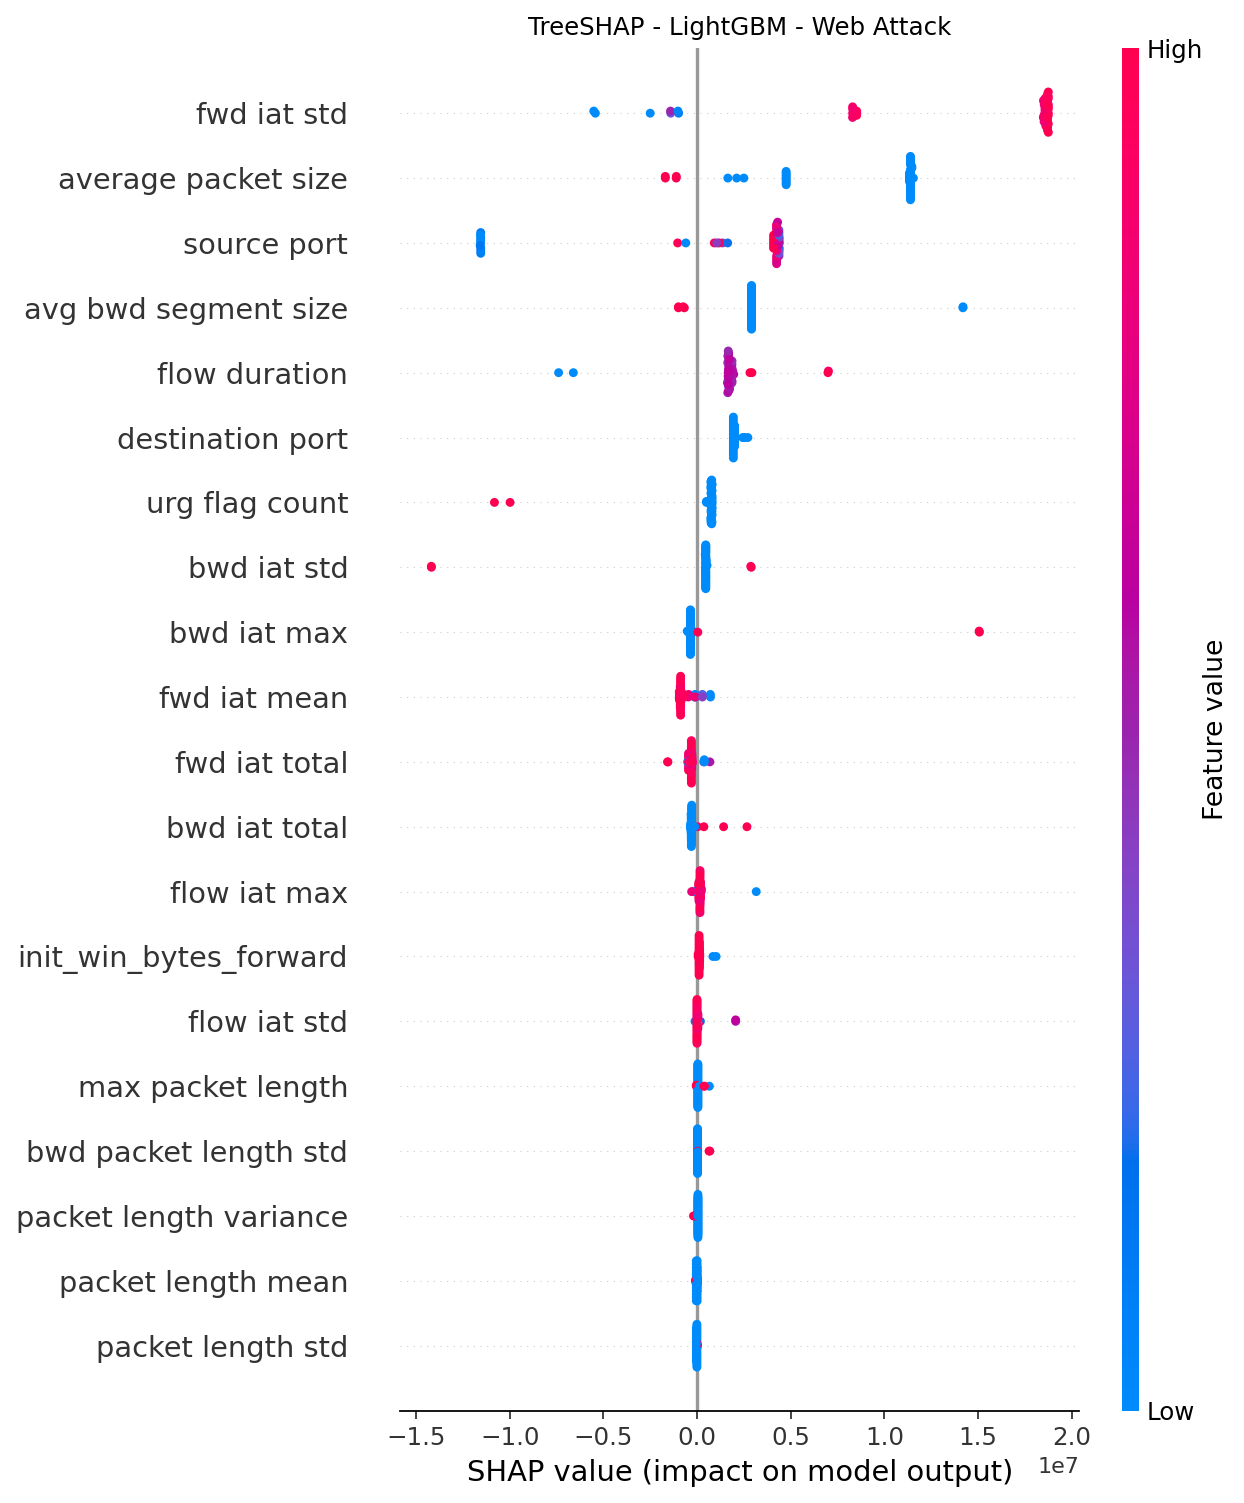 TreeSHAP - LightGBM - Web Attack
High
fwd iat std
average packet size
source port
avg bwd segment size
flow duration
destination port
urg flag count
bwd iat std
bwd iat max
fwd iat mean
fwd iat total
bwd iat total
flow iat max
init_win_bytes_forward
flow iat std
max packet length
bwd packet length std
packet length variance
packet length mean
packet length std
Feature value
Low
−1.5 −1.0 −0.5 0.0 0.5 1.0 1.5 2.0
1e7
SHAP value (impact on model output)